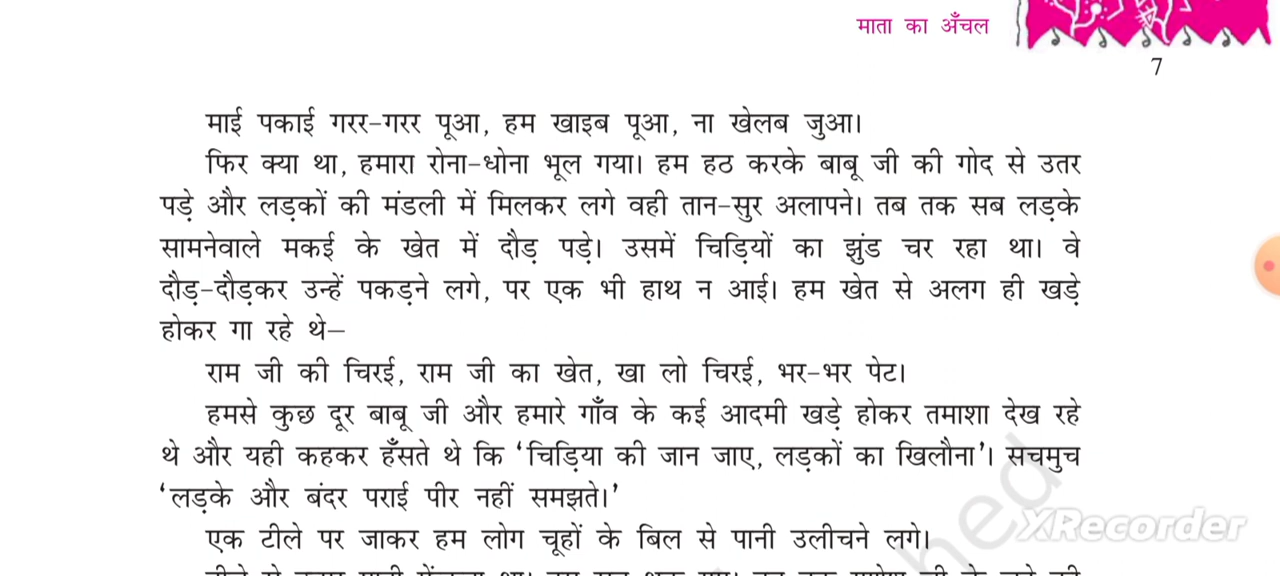 माता का अँचल
7
माई पकाई गरर-गरर पूआ, हम खाइब पूआ, ना खेलब जुआ।
फिर क्या था, हमारा रोना-धोना भूल गया। हम हठ करके बाबू जी की गोद से उतर
पड़े और लड़कों की मंडली में मिलकर लगे वही तान-सुर अलापने। तब तक सब लड़के
सामनेवाले मकई के खेत में दौड़ पड़े। उसमें चिड़ियों का झुंड चर रहा था। वे
दौड़-दौड़कर उन्हें पकड़ने लगे, पर एक भी हाथ न आई। हम खेत से अलग ही खड़े
होकर गा रहे थे–
राम जी की चिरई, राम जी का खेत, खा लो चिरई, भर-भर पेट।
हमसे कुछ दूर बाबू जी और हमारे गाँव के कई आदमी खड़े होकर तमाशा देख रहे
थे और यही कहकर हँसते थे कि ‘चिड़िया की जान जाए, लड़कों का खिलौना’। सचमुच
‘लड़के और बंदर पराई पीर नहीं समझते।’
एक टीले पर जाकर हम लोग चूहों के बिल से पानी उलीचने लगे।
XRecorder